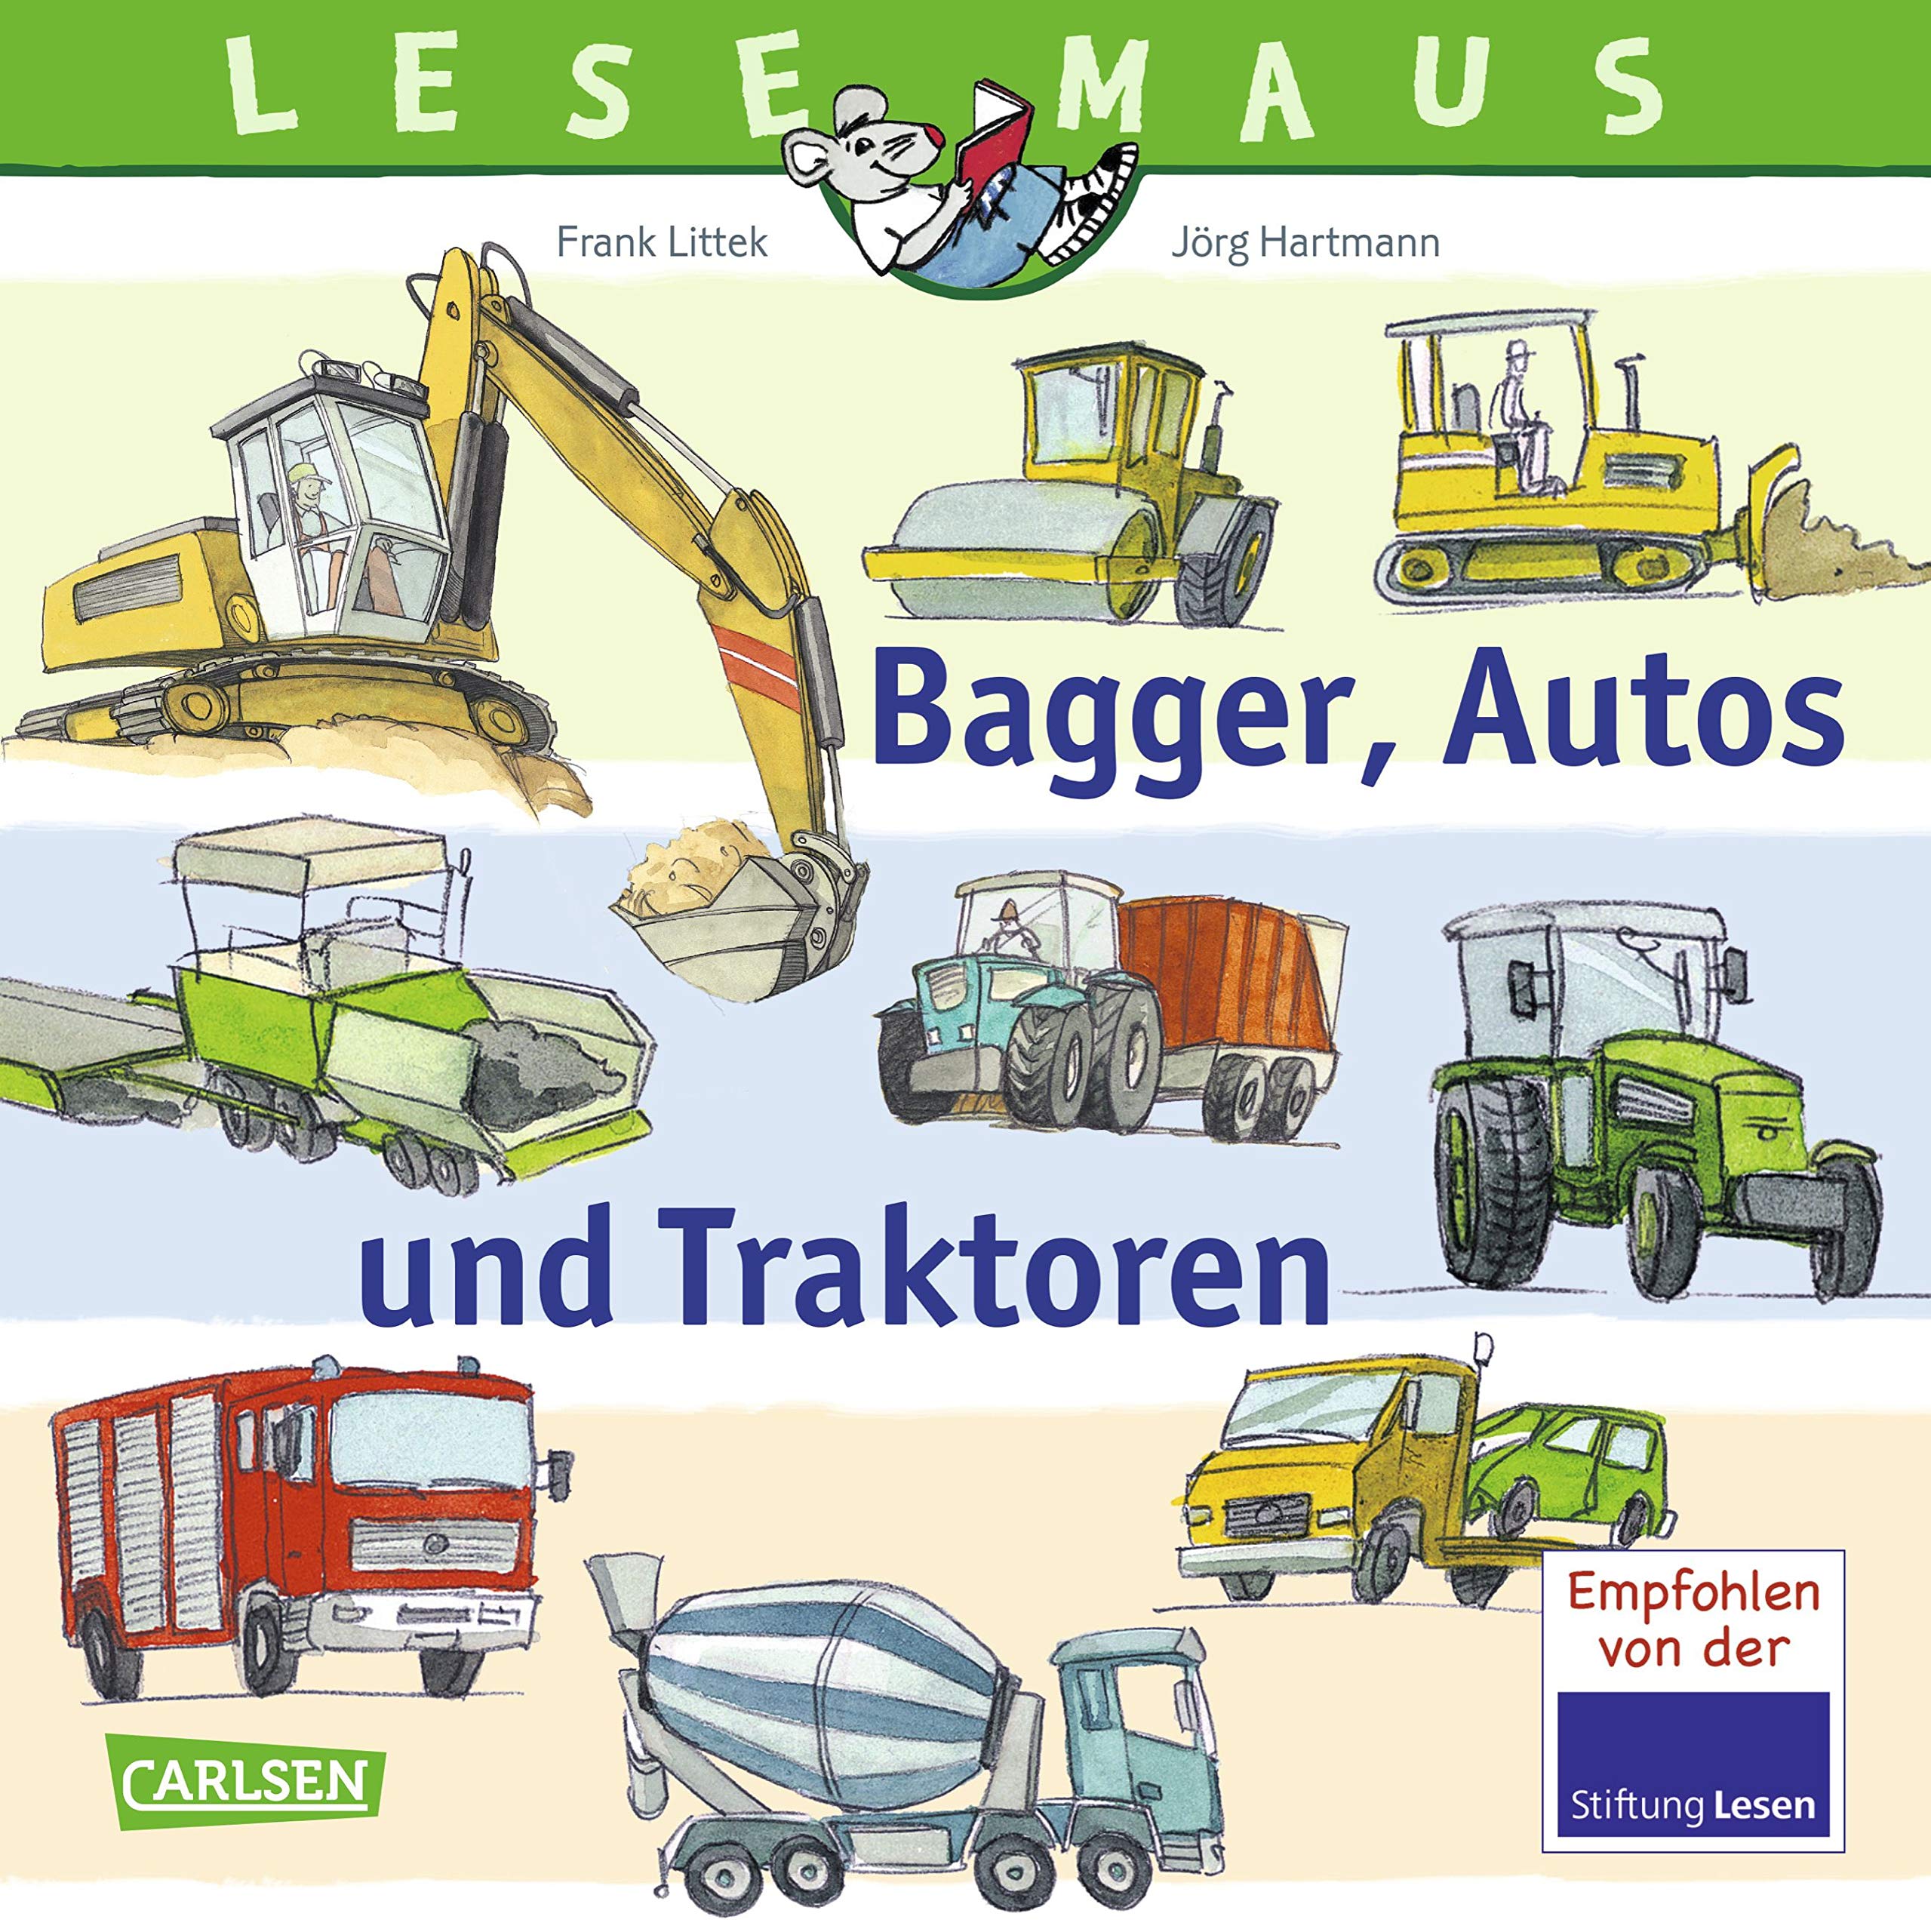 LESEMAUS
Frank Littek
Jörg Hartmann
Bagger, Autos
und Traktoren
Empfohlen
von der
Stiftung Lesen
CARLSEN